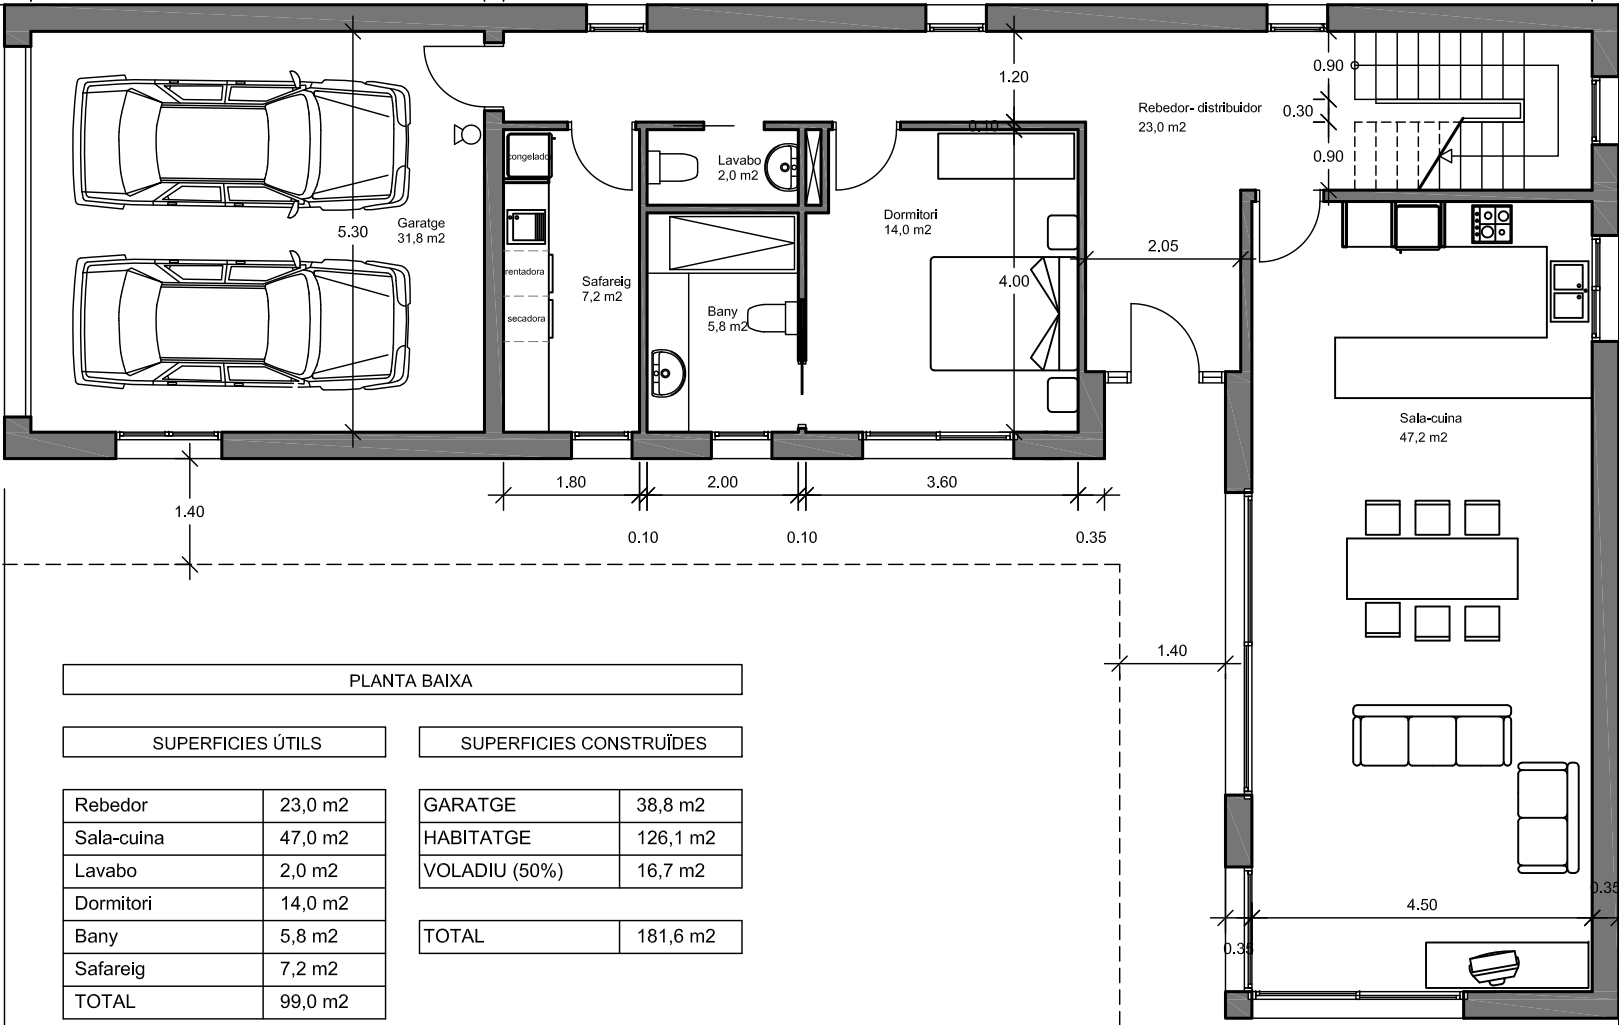 1.20
0.90
Rebedor- distribuidor
23,0 m2
0.30
0.10
0.90
congelador
Lavabo
2,0 m2
Garatge
31,8 m2
5.30
Dormitori
14,0 m2
2.05
rentadora
Safareig
7,2 m2
4.00
secadora
Bany
5,8 m2
Sala-cuina
47,2 m2
1.80
2.00
3.60
1.40
0.10
0.10
0.35
1.40
PLANTA BAIXA
SUPERFICIES ÚTILS
SUPERFICIES CONSTRUÏDES
Rebedor 23,0 m2
Sala-cuina 47,0 m2
Lavabo 2,0 m2
Dormitori 14,0 m2
Bany 5,8 m2
Safareig 7,2 m2
TOTAL 99,0 m2
GARATGE 38,8 m2
HABITATGE 126,1 m2
VOLADIU (50%) 16,7 m2
TOTAL 181,6 m2
0.35
4.50
0.35